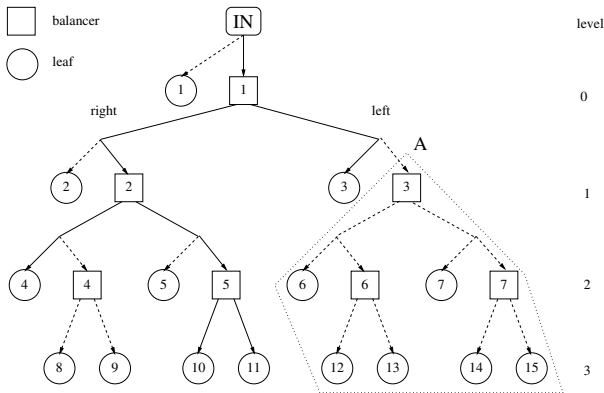 IN
level
balancer
leaf
1 1 0
right left
A
2 2 3 3 1
4 4 5 5 6 6 7 7 2
8 9 10 11 12 13 14 15 3